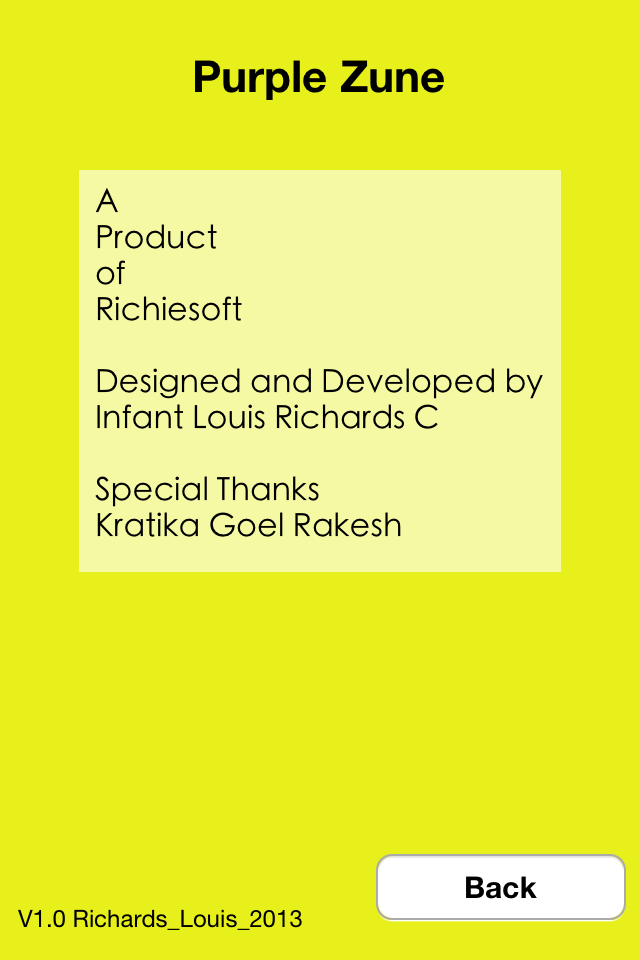 Purple Zune
A
Product
of
Richiesoft
Designed and Developed by
Infant Louis Richards C
Special Thanks
Kratika Goel Rakesh
Back
V1.0 Richards_Louis_2013